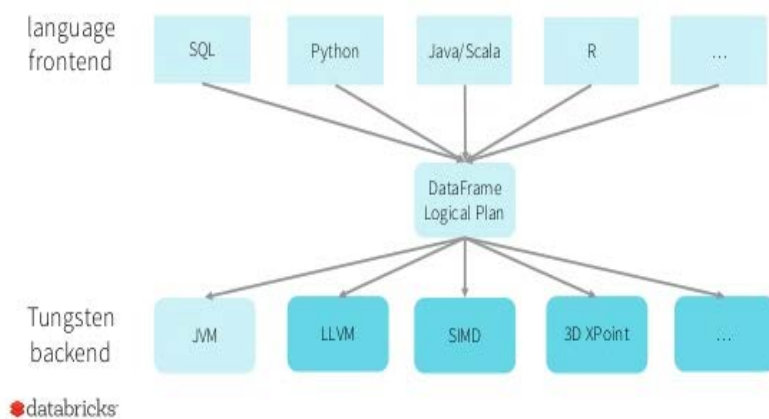 language
frontend
SQL
Python
Java/Scala
R
...
DataFrame
Logical Plan
Tungsten
backend
JVM
LLVM
SIMD
3D XPoint
...
databricks